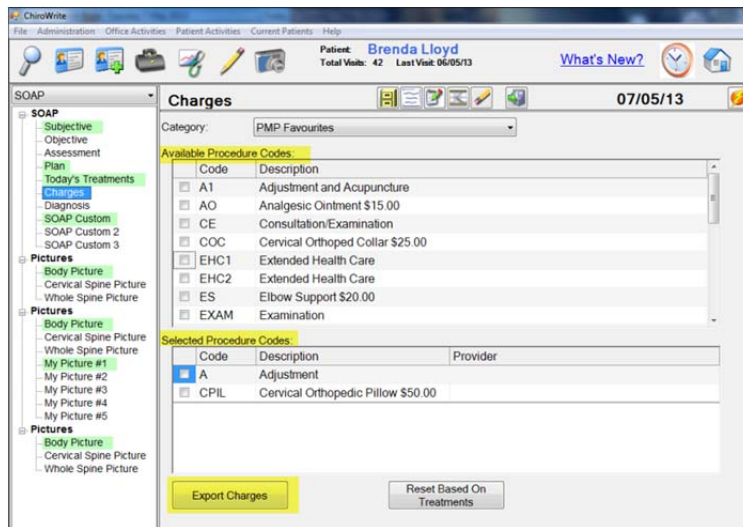 ChiroWrite
File Administration Office Activities Patient Activities Current Patients Help
Patient: Brenda Lloyd
Total Visits: 42 Last Visit: 06/05/13
What's New?
SOAP
Charges
07/05/13
SOAP
Subjective
Objective
Assessment
Plan
Today's Treatments
Charges
Diagnosis
SOAP Custom
SOAP Custom 2
SOAP Custom 3
Pictures
Body Picture
Cervical Spine Picture
Whole Spine Picture
Pictures
Body Picture
Cervical Spine Picture
Whole Spine Picture
My Picture #1
My Picture #2
My Picture #3
My Picture #4
My Picture #5
Pictures
Body Picture
Cervical Spine Picture
Whole Spine Picture
Category: PMP Favourites
Available Procedure Codes:
Code Description
A1 Adjustment and Acupuncture
AO Analgesic Ointment $15.00
CE Consultation/Examination
COC Cervical Orthoped Collar $25.00
EHC1 Extended Health Care
EHC2 Extended Health Care
ES Elbow Support $20.00
EXAM Examination
Selected Procedure Codes:
Code Description Provider
A Adjustment
CPIL Cervical Orthopedic Pillow $50.00
Export Charges
Reset Based On
Treatments